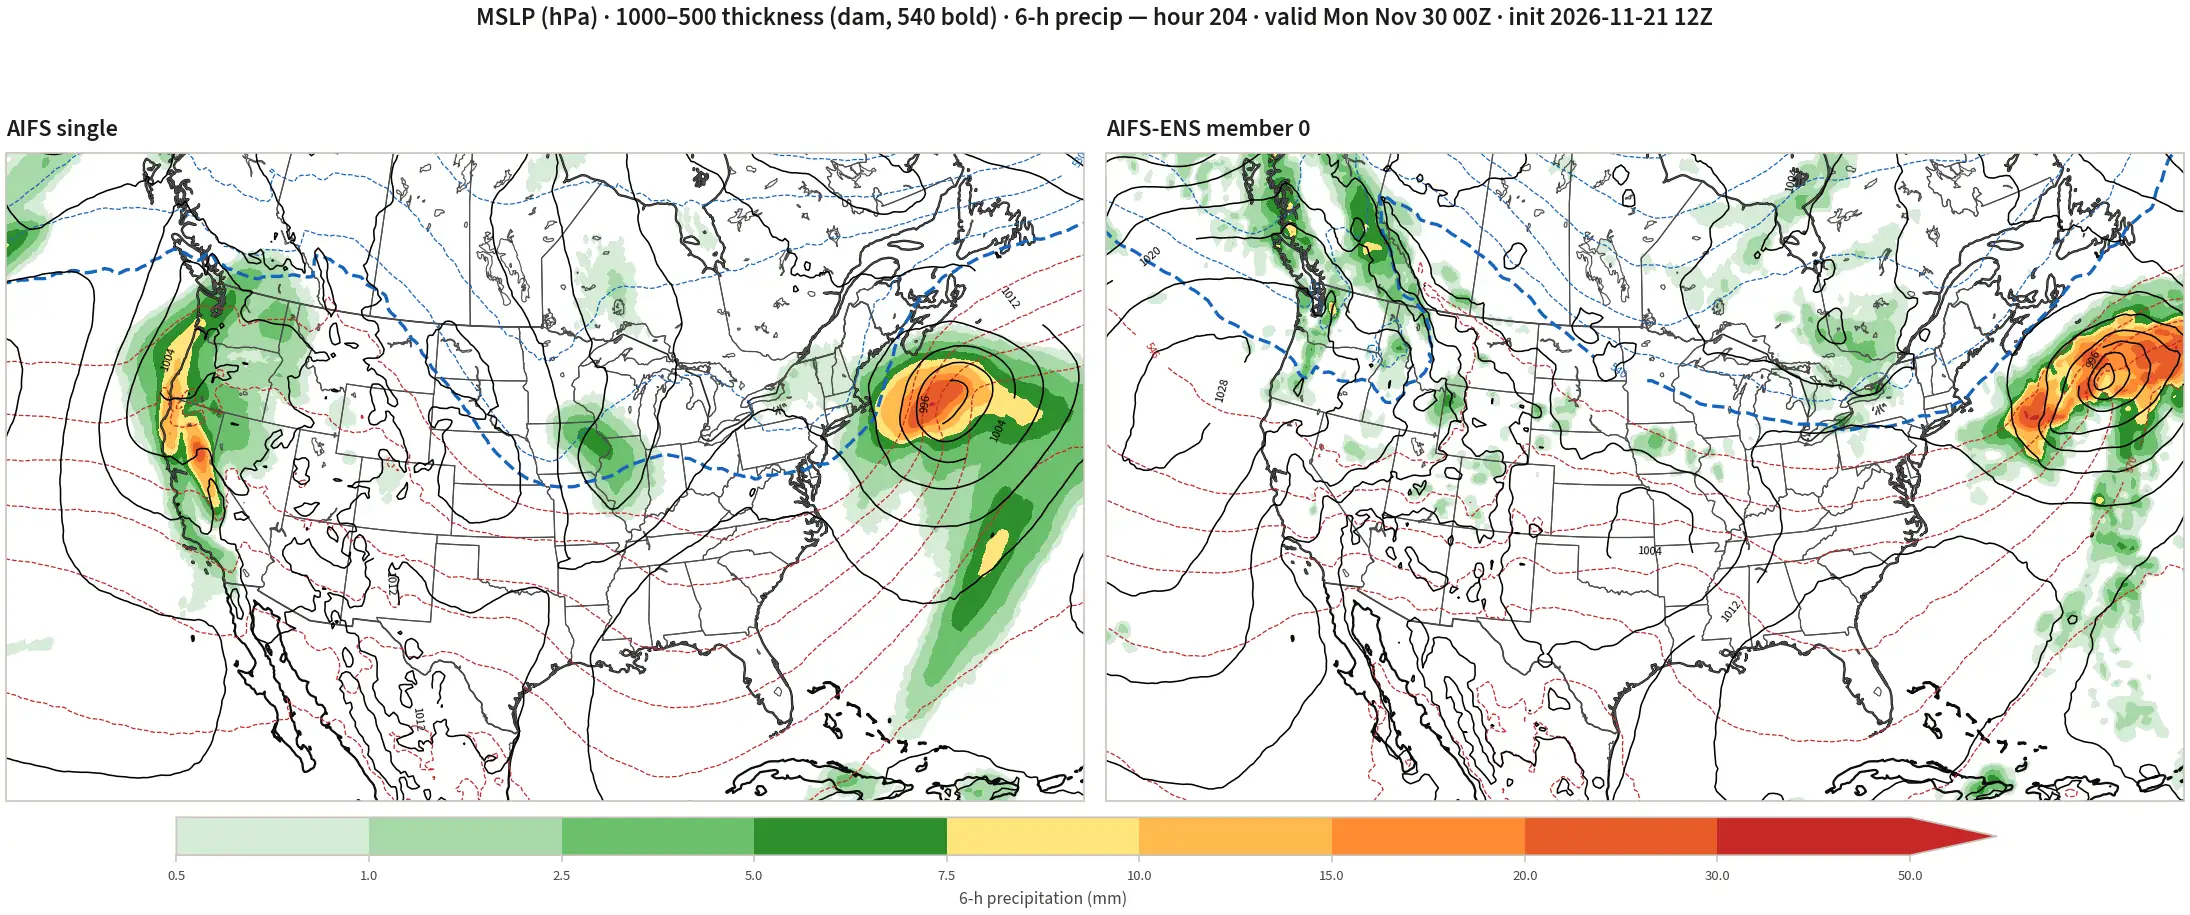 MSLP (hPa) · 1000–500 thickness (dam, 540 bold) · 6-h precip — hour 204 · valid Mon Nov 30 00Z · init 2026-11-21 12Z
AIFS single
AIFS-ENS member 0
1004
996
1004
1012
1012
1012
1020
1028
996
1004
1012
0.5 1.0 2.5 5.0 7.5 10.0 15.0 20.0 30.0 50.0
6-h precipitation (mm)